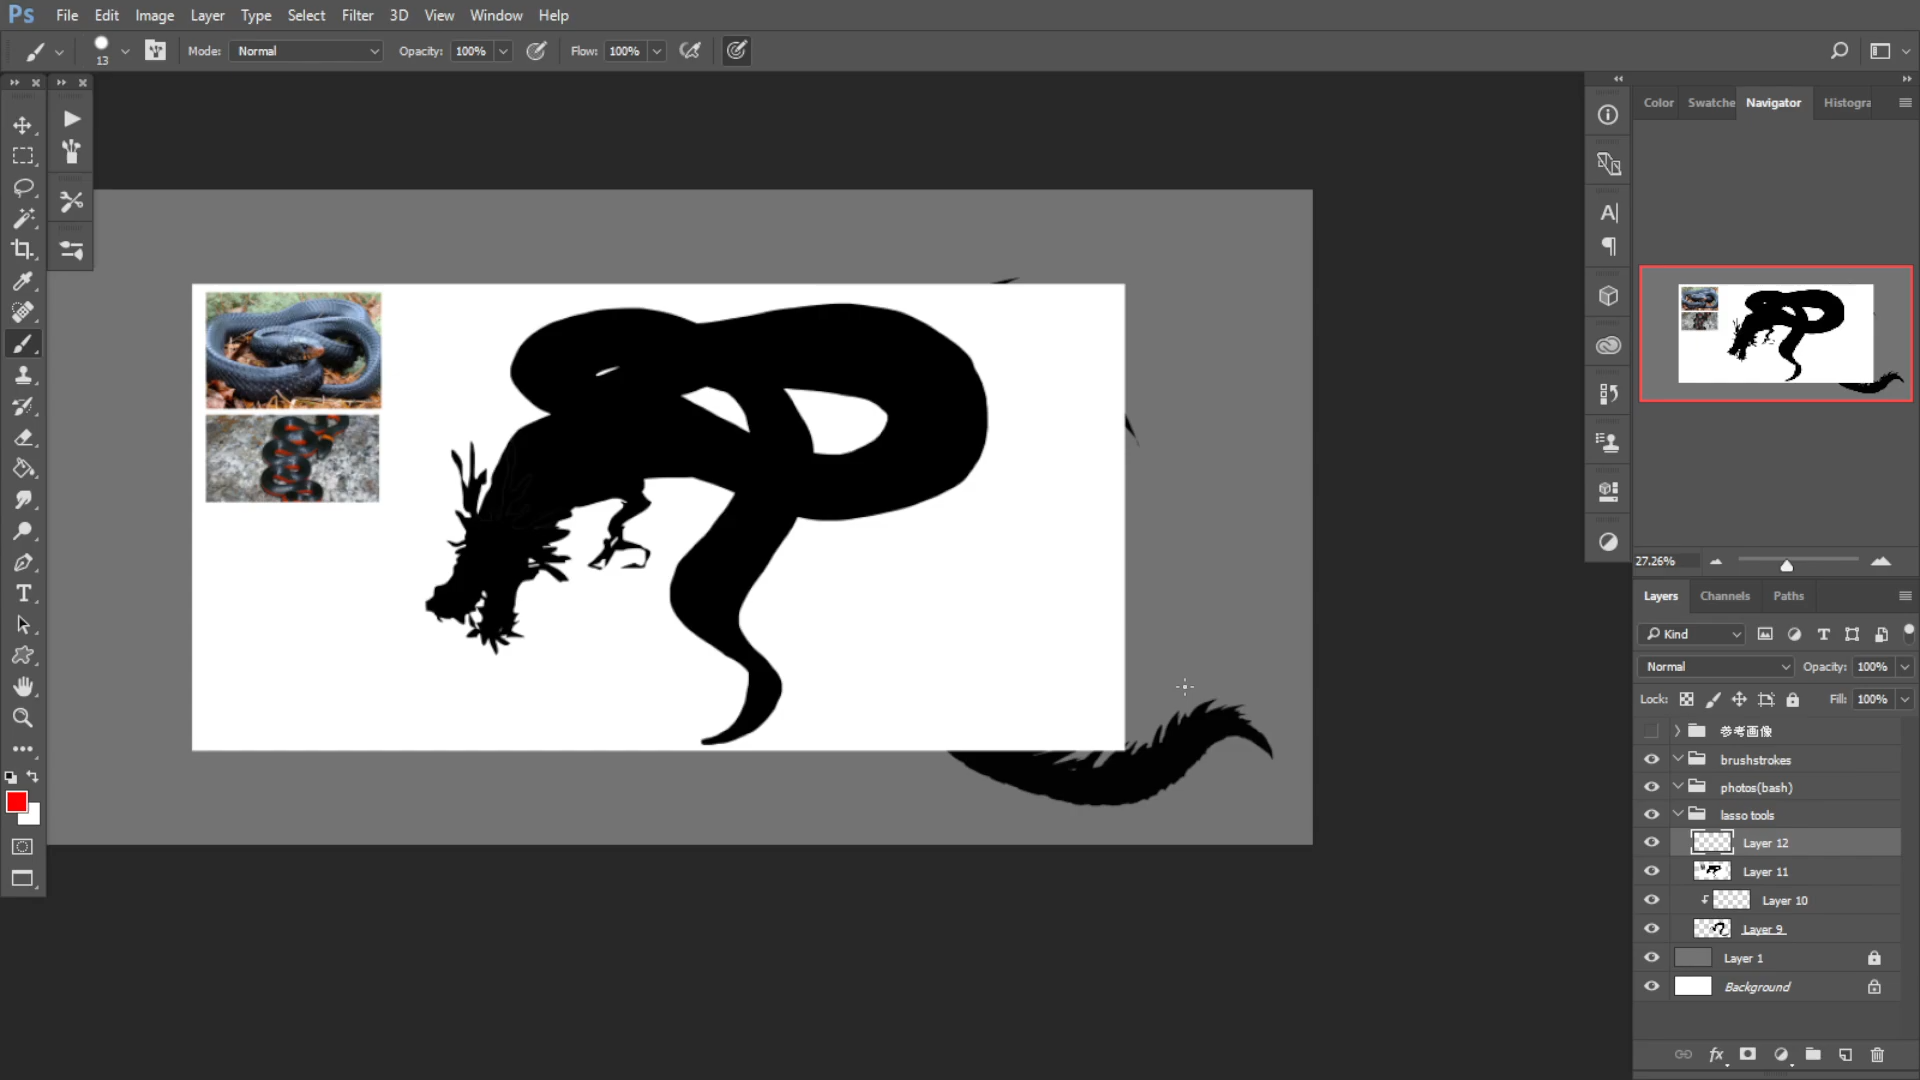 Ps File Edit Image Layer Type Select Filter 3D View Window Help
13 Mode: Normal Opacity: 100% Flow: 100%
Color Swatche Navigator Histogra
27.26%
Layers Channels Paths
Kind
Normal Opacity: 100%
Lock: Fill: 100%
参考画像
brushstrokes
photos(bash)
lasso tools
Layer 12
Layer 11
Layer 10
Layer 9
Layer 1
Background